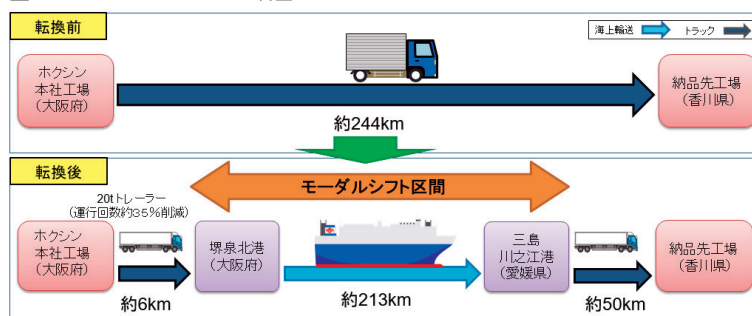 転換前
海上輸送
トラック
ホクシン
本社工場
(大阪府)
納品先工場
(香川県)
約244km
転換後
モーダルシフト区間
20tトレーラー
(運行回数約35%削減)
ホクシン
本社工場
(大阪府)
堺泉北港
(大阪府)
三島
川之江港
(愛媛県)
納品先工場
(香川県)
約6km
約213km
約50km